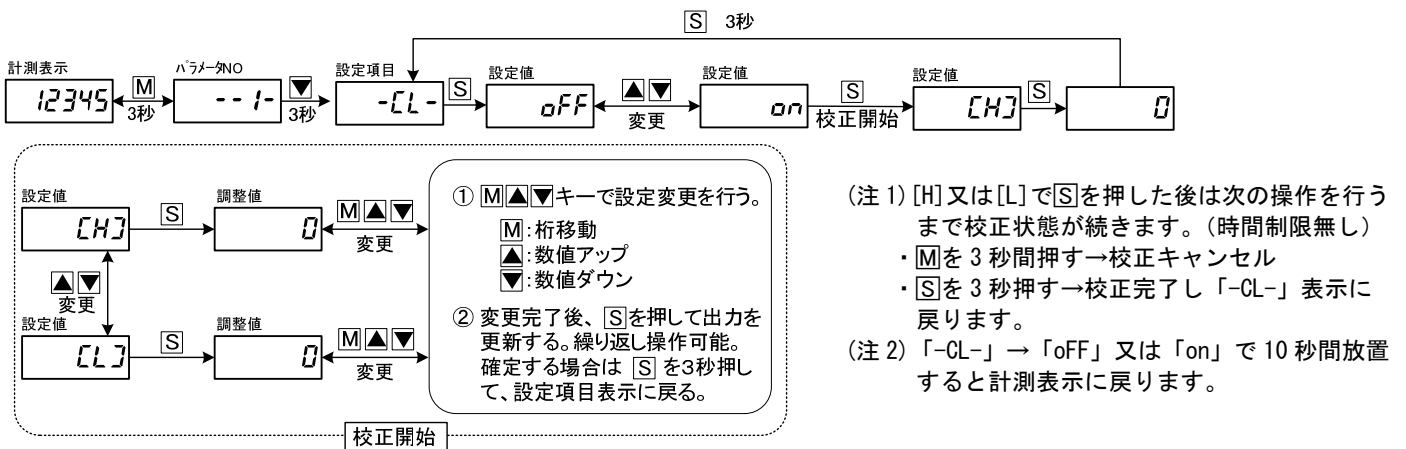 S 3秒
計測表示
12345
M
3秒
パラメータNO
--1-
▼
3秒
設定項目
-CL-
S
設定値
oFF
▲▼
変更
設定値
on
S
校正開始
設定値
[H]
S
0
設定値
[H]
S
調整値
0
M▲▼
変更
▲▼
変更
設定値
[L]
S
調整値
0
M▲▼
変更
① M▲▼キーで設定変更を行う。
M:桁移動
▲:数値アップ
▼:数値ダウン
② 変更完了後、Sを押して出力を
更新する。繰り返し操作可能。
確定する場合は S を3秒押し
て、設定項目表示に戻る。
校正開始
(注1)[H]又は[L]でSを押した後は次の操作を行う
まで校正状態が続きます。(時間制限無し)
・Mを3秒間押す→校正キャンセル
・Sを3秒押す→校正完了し「-CL-」表示に
戻ります。
(注2)「-CL-」→「oFF」又は「on」で10秒間放置
すると計測表示に戻ります。